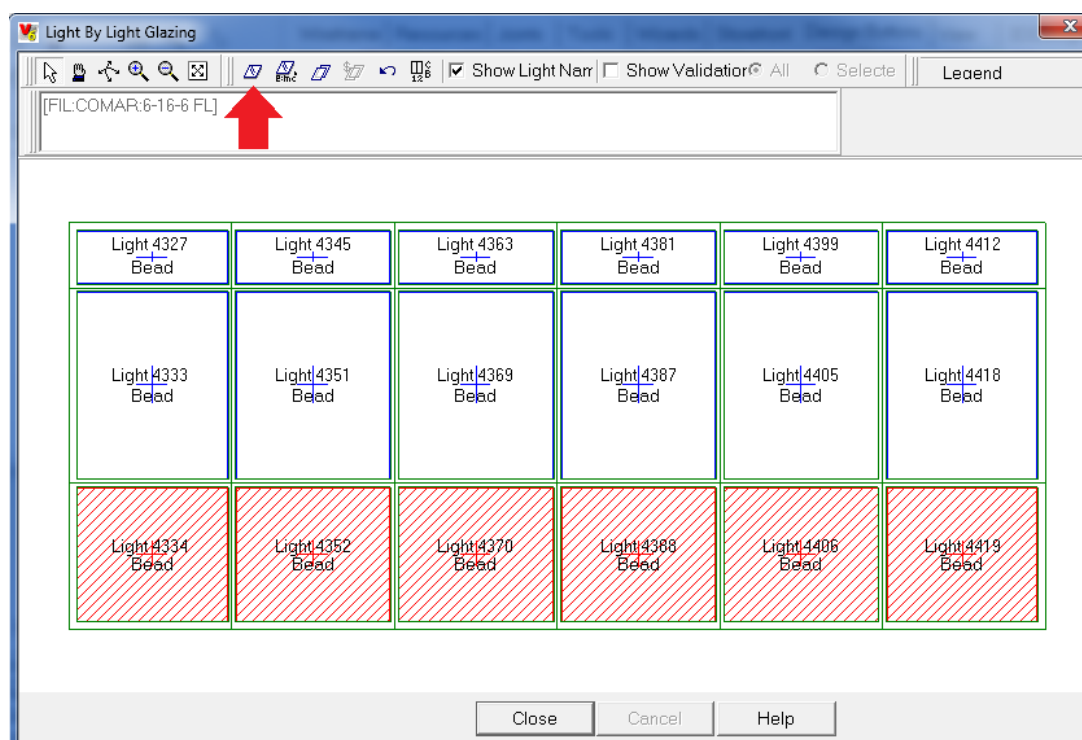 Light By Light Glazing
Show Light Nam Show Validation All Selecte Legend
[FIL:COMAR:6-16-6 FL]
Light 4327 Light 4345 Light 4363 Light 4381 Light 4399 Light 4412
Bead Bead Bead Bead Bead Bead
Light 4333 Light 4351 Light 4369 Light 4387 Light 4405 Light 4418
Bead Bead Bead Bead Bead Bead
Light 4334 Light 4352 Light 4370 Light 4388 Light 4406 Light 4419
Bead Bead Bead Bead Bead Bead
Close Cancel Help